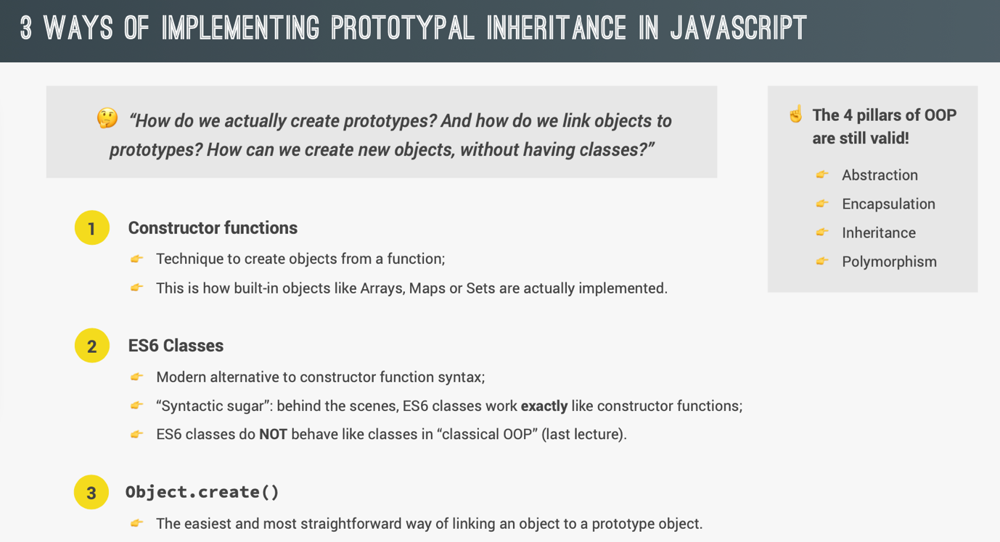 3 WAYS OF IMPLEMENTING PROTOTYPAL INHERITANCE IN JAVASCRIPT
🤔 “How do we actually create prototypes? And how do we link objects to
prototypes? How can we create new objects, without having classes?”
1 Constructor functions
👉 Technique to create objects from a function;
👉 This is how built-in objects like Arrays, Maps or Sets are actually implemented.
2 ES6 Classes
👉 Modern alternative to constructor function syntax;
👉 “Syntactic sugar”: behind the scenes, ES6 classes work exactly like constructor functions;
👉 ES6 classes do NOT behave like classes in “classical OOP” (last lecture).
3 Object.create()
👉 The easiest and most straightforward way of linking an object to a prototype object.
☝️ The 4 pillars of OOP
are still valid!
👉 Abstraction
👉 Encapsulation
👉 Inheritance
👉 Polymorphism